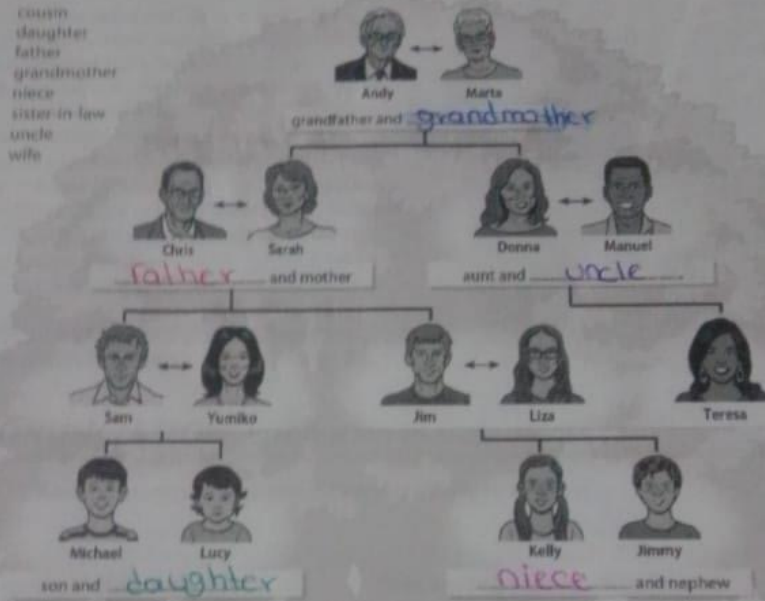 cousin
daughter
father
grandmother
niece
sister-in-law
uncle
wife
Andy Marta
grandfather and grandmother
Chris Sarah Donna Manuel
father and mother aunt and uncle
Sam Yumiko Jim Liza Teresa
Michael Lucy Kelly Jimmy
son and daughter niece and nephew